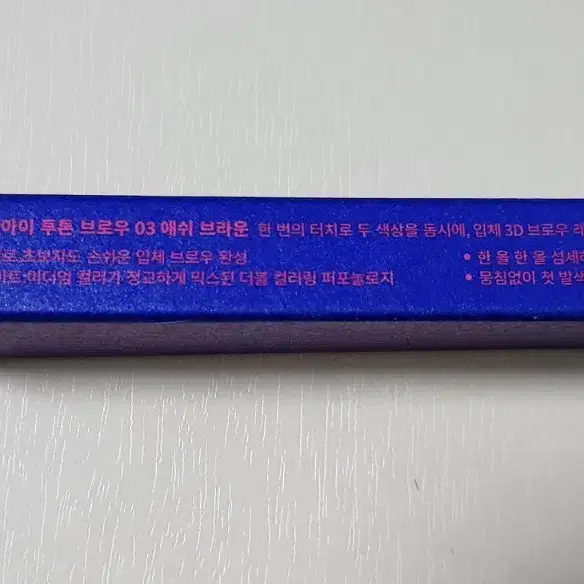 아이 투톤 브로우 03 애쉬 브라운 한 번의 터치로 두 색상을 동시에, 입체 3D 브로우
로 초보자도 손쉬운 입체 브로우 완성 • 한 올 한 올 섬세하
이트·미디엄 컬러가 정교하게 믹스된 더블 컬러링 퍼포놀로지 • 뭉침없이 첫 발색